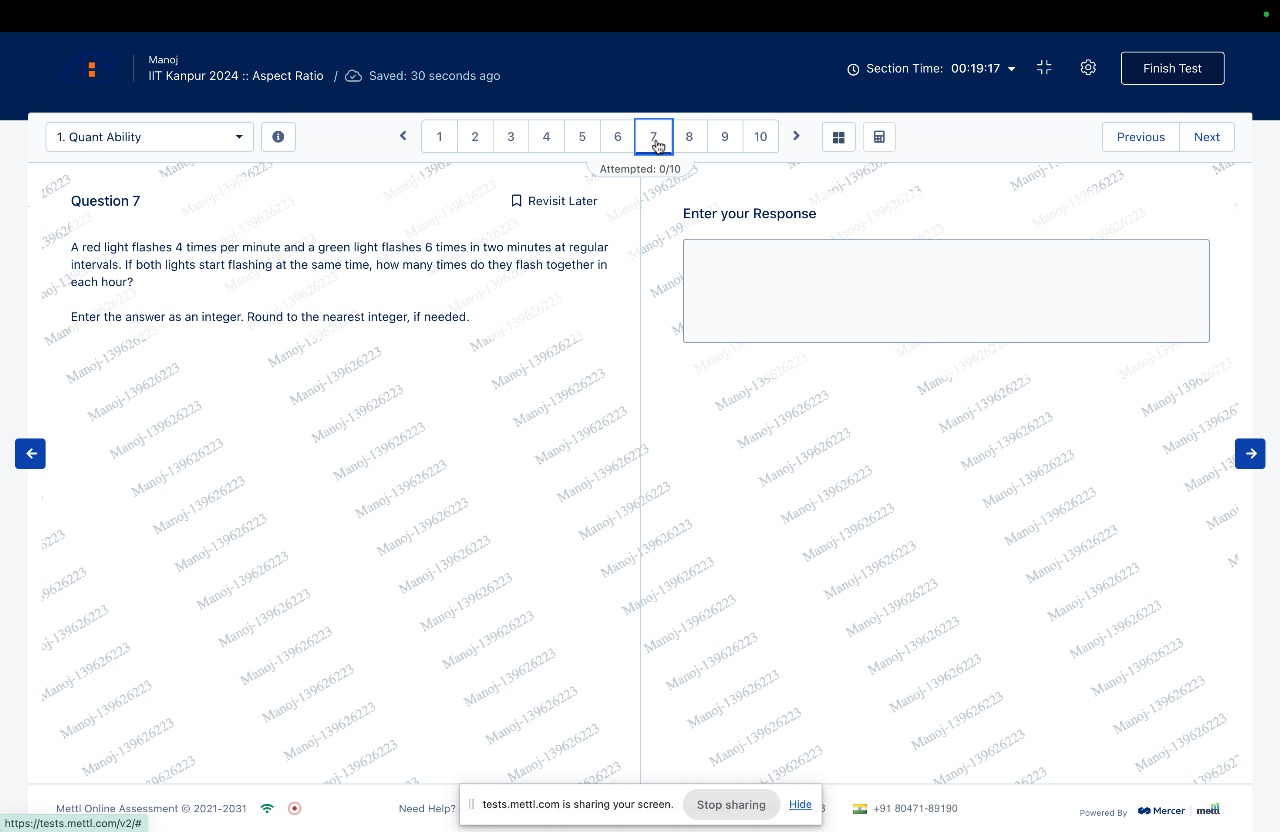 Manoj
IIT Kanpur 2024 :: Aspect Ratio / Saved: 30 seconds ago
Section Time: 00:19:17
Finish Test
1. Quant Ability
1 2 3 4 5 6 7 8 9 10
Previous Next
Attempted: 0/10
Question 7
Revisit Later
A red light flashes 4 times per minute and a green light flashes 6 times in two minutes at regular
intervals. If both lights start flashing at the same time, how many times do they flash together in
each hour?
Enter the answer as an integer. Round to the nearest integer, if needed.
Enter your Response
Manoj-139626223
Mettl Online Assessment © 2021-2031
Need Help?
tests.mettl.com is sharing your screen.
Stop sharing
Hide
+91 80471-89190
Powered By Mercer mettl
https://tests.mettl.com/v2/#